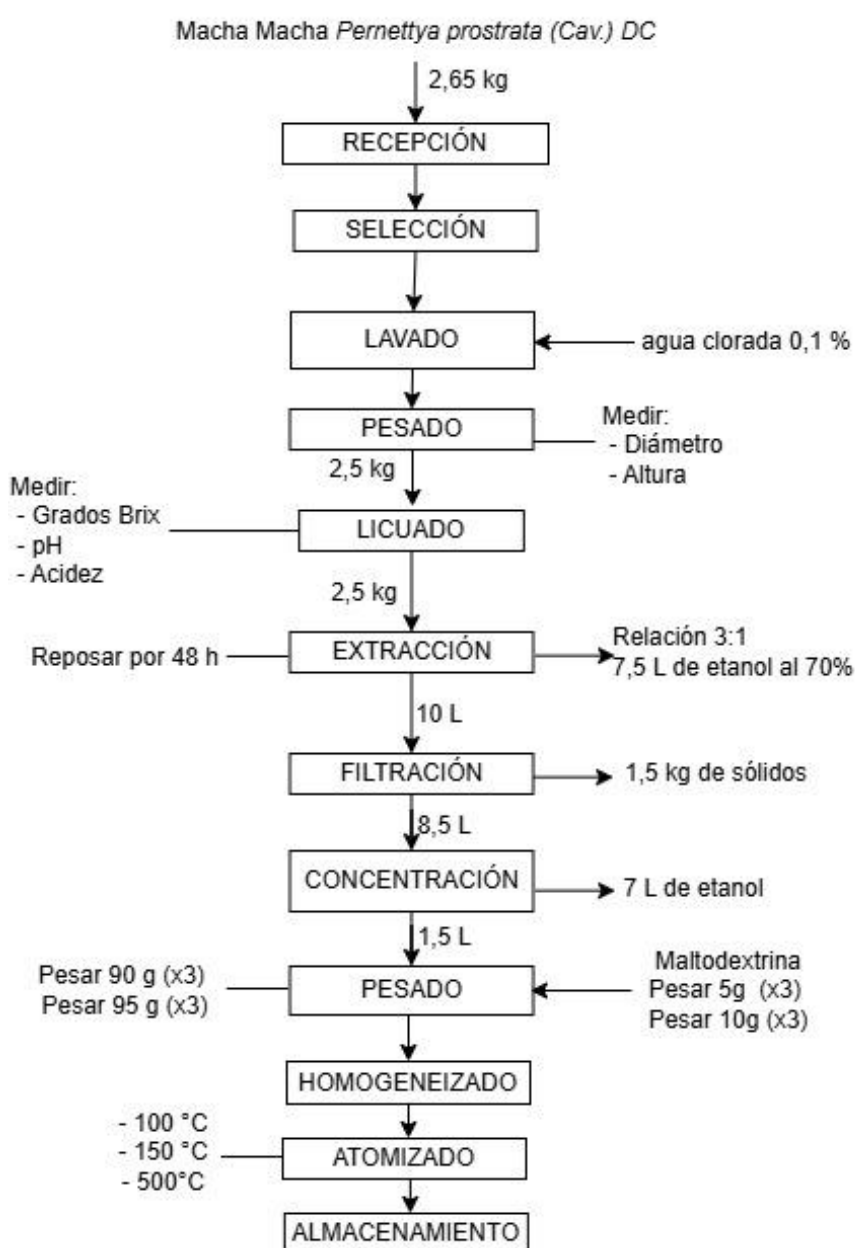 Macha Macha Pernettya prostrata (Cav.) DC
2,65 kg
RECEPCIÓN
SELECCIÓN
LAVADO
agua clorada 0,1 %
PESADO
Medir:
- Diámetro
- Altura
2,5 kg
Medir:
- Grados Brix
- pH
- Acidez
LICUADO
2,5 kg
Reposar por 48 h
EXTRACCIÓN
Relación 3:1
7,5 L de etanol al 70%
10 L
FILTRACIÓN
1,5 kg de sólidos
8,5 L
CONCENTRACIÓN
7 L de etanol
1,5 L
Pesar 90 g (x3)
Pesar 95 g (x3)
PESADO
Maltodextrina
Pesar 5g (x3)
Pesar 10g (x3)
HOMOGENEIZADO
- 100 °C
- 150 °C
- 500°C
ATOMIZADO
ALMACENAMIENTO